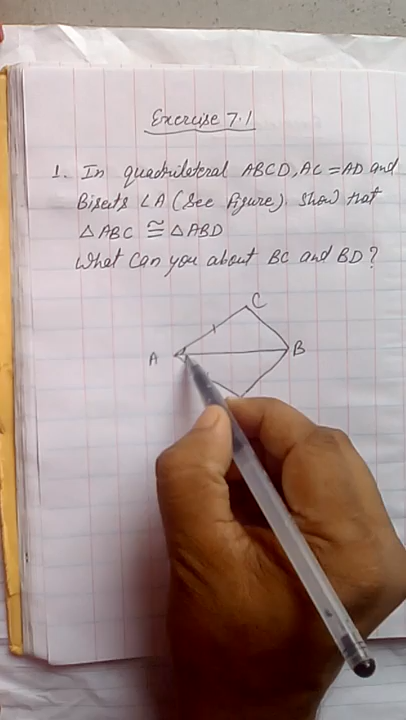 Exercise 7.1
1. In quadrilateral ABCD, AC = AD and
Bisects ∠A (See figure). Show that
△ABC ≅ △ABD
What Can you about BC and BD?
C
A
B